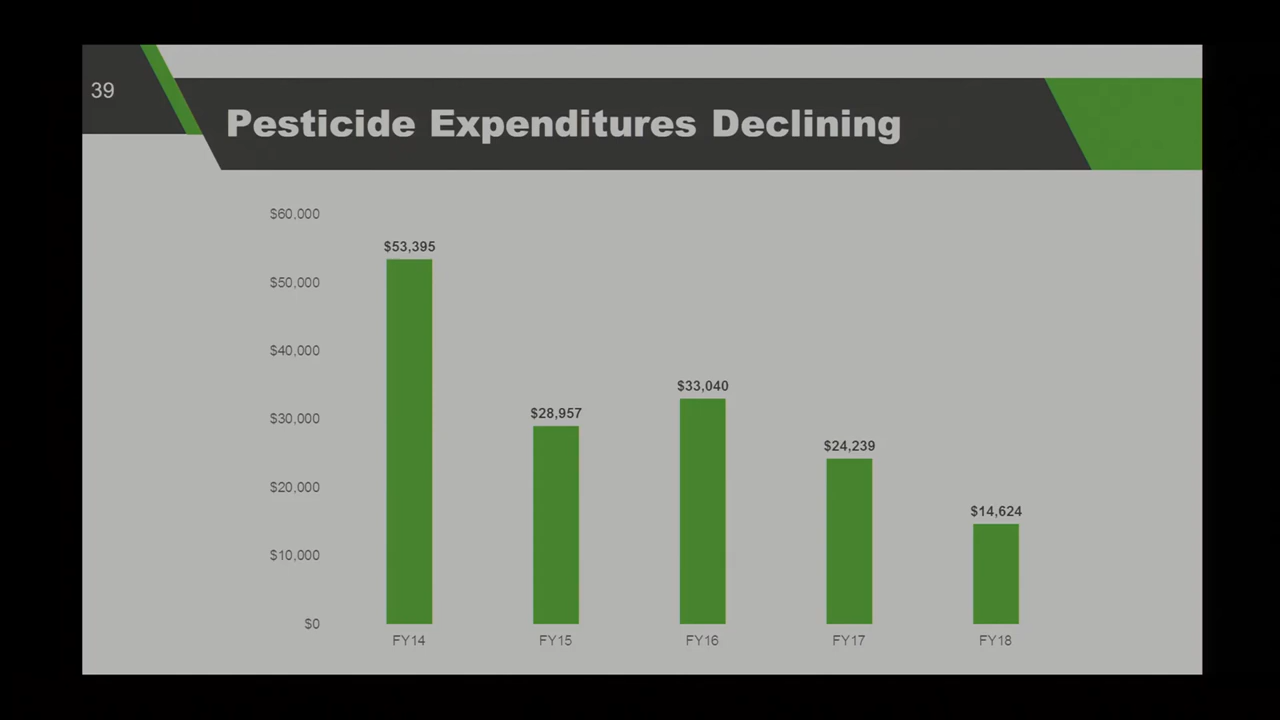 39
Pesticide Expenditures Declining
$60,000
$50,000
$40,000
$30,000
$20,000
$10,000
$0
$53,395
$28,957
$33,040
$24,239
$14,624
FY14
FY15
FY16
FY17
FY18